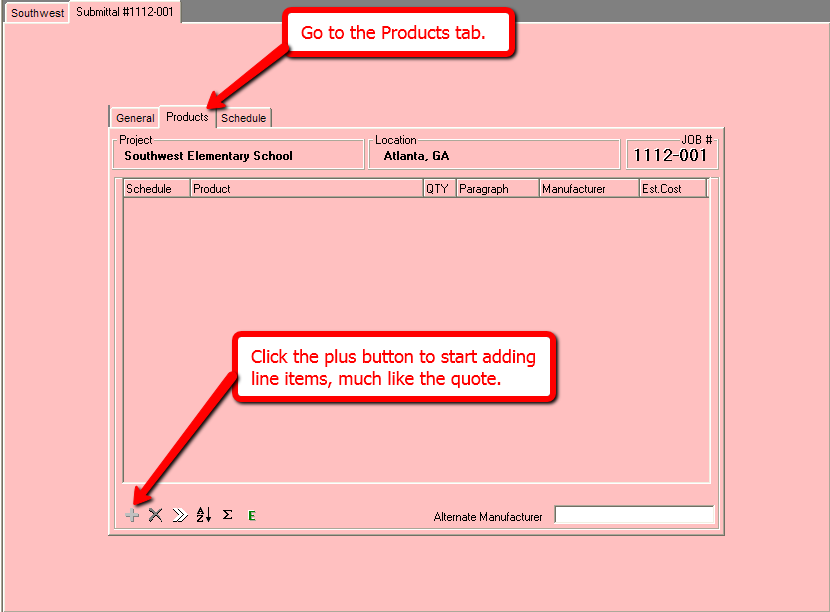 Southwest Submittal #1112-001
Go to the Products tab.
General Products Schedule
Project Location JOB #
Southwest Elementary School Atlanta, GA 1112-001
Schedule Product QTY Paragraph Manufacturer Est.Cost
Click the plus button to start adding
line items, much like the quote.
A Z Σ E Alternate Manufacturer